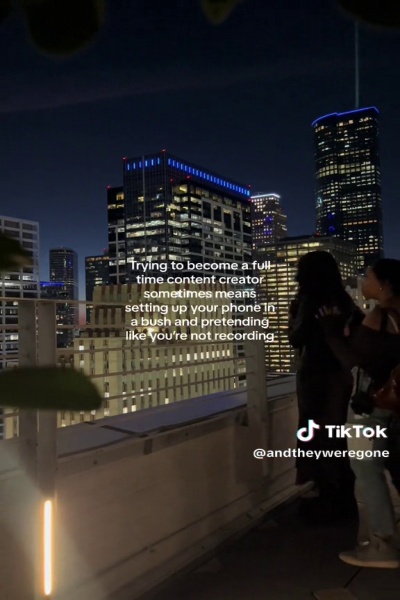 Trying to become a full
time content creator
sometimes means
setting up your phone in
a bush and pretending
like you're not recording
TikTok
@andtheyweregone